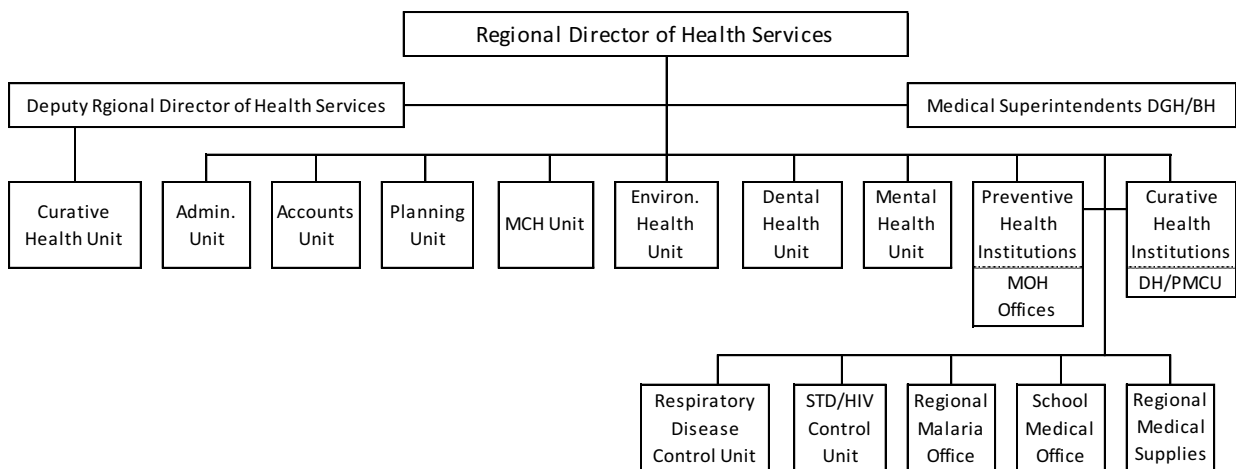 Regional Director of Health Services
Deputy Rgional Director of Health Services
Medical Superintendents DGH/BH
Curative
Health Unit
Admin.
Unit
Accounts
Unit
Planning
Unit
MCH Unit
Environ.
Health
Unit
Dental
Health
Unit
Mental
Health
Unit
Preventive
Health
Institutions
MOH
Offices
Curative
Health
Institutions
DH/PMCU
Respiratory
Disease
Control Unit
STD/HIV
Control
Unit
Regional
Malaria
Office
School
Medical
Office
Regional
Medical
Supplies